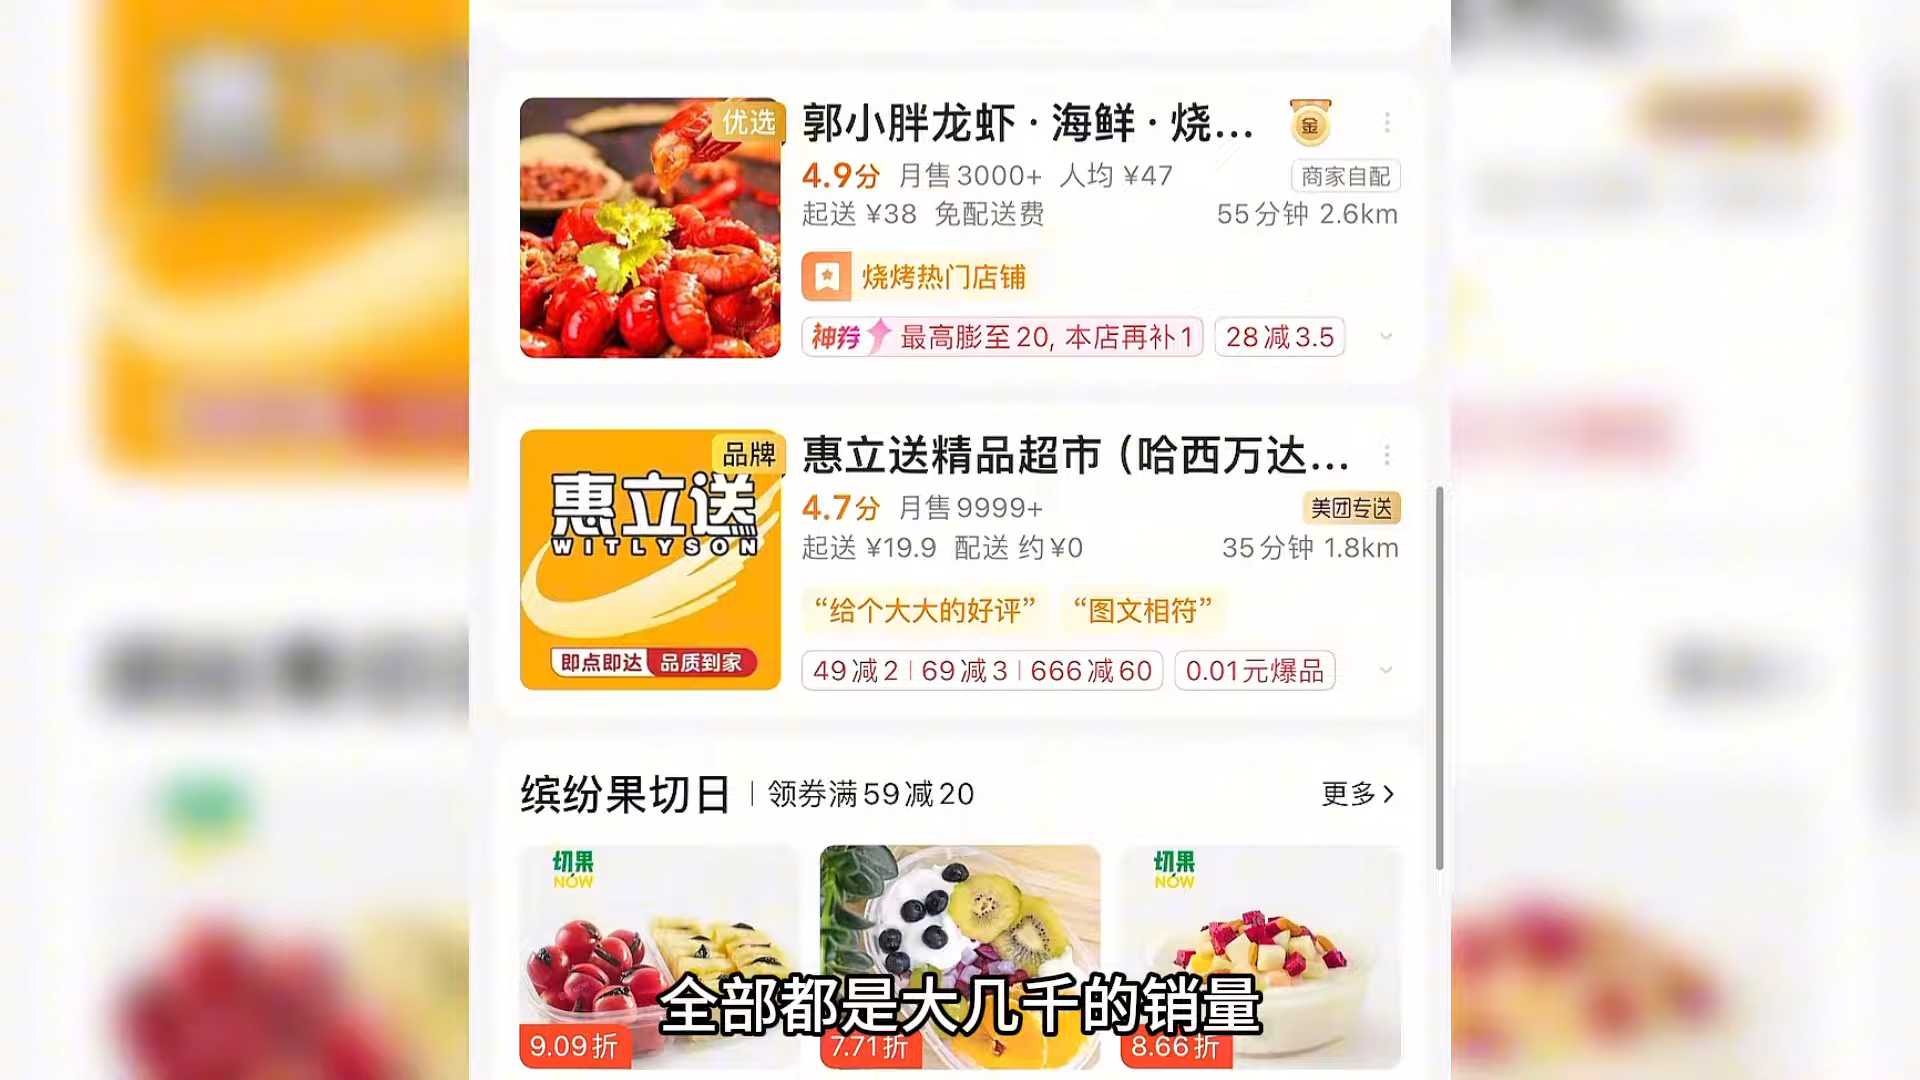 优选
郭小胖龙虾·海鲜·烧...
金
4.9分 月售3000+ 人均 ¥47
商家自配
起送 ¥38 免配送费
55分钟 2.6km
烧烤热门店铺
神券 最高膨至20, 本店再补1
28减3.5
品牌
惠立送
WITLYSON
即点即达 品质到家
惠立送精品超市（哈西万达...
4.7分 月售9999+
美团专送
起送 ¥19.9 配送 约¥0
35分钟 1.8km
“给个大大的好评” “图文相符”
49减2 | 69减3 | 666减60
0.01元爆品
缤纷果切日 | 领券满59减20
更多>
切果
NOW
切果
NOW
全部都是大几千的销量
9.09折
7.71折
8.66折